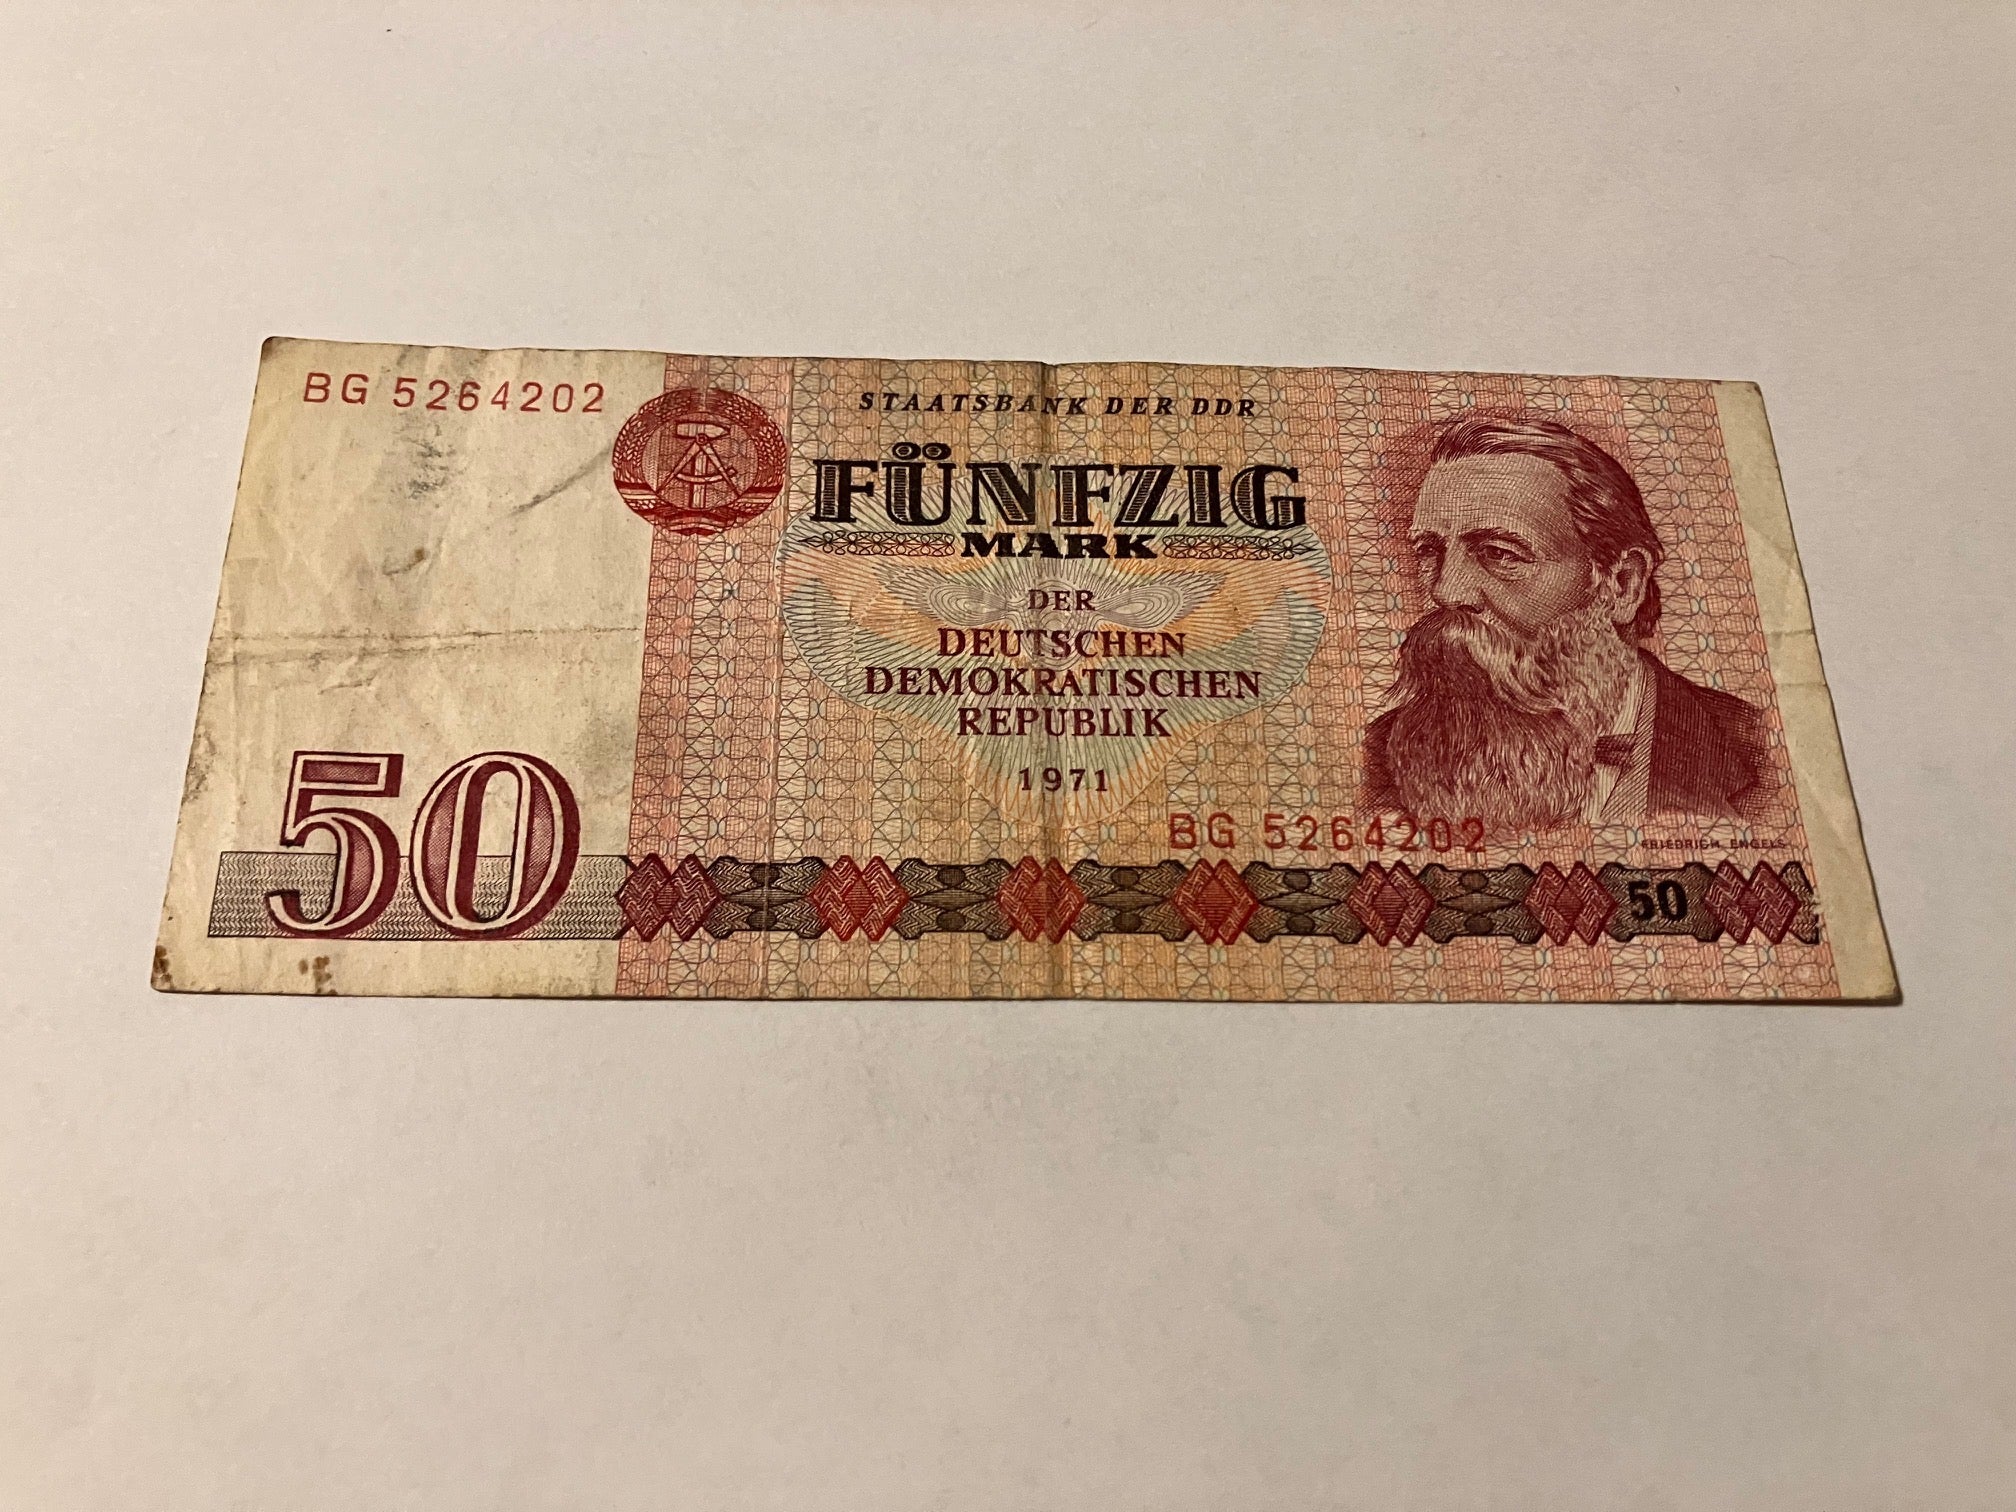 BG 5264202
STAATSBANK DER DDR
FÜNFZIG
MARK
DER
DEUTSCHEN
DEMOKRATISCHEN
REPUBLIK
1971
BG 5264202
FRIEDRICH ENGELS
50
50